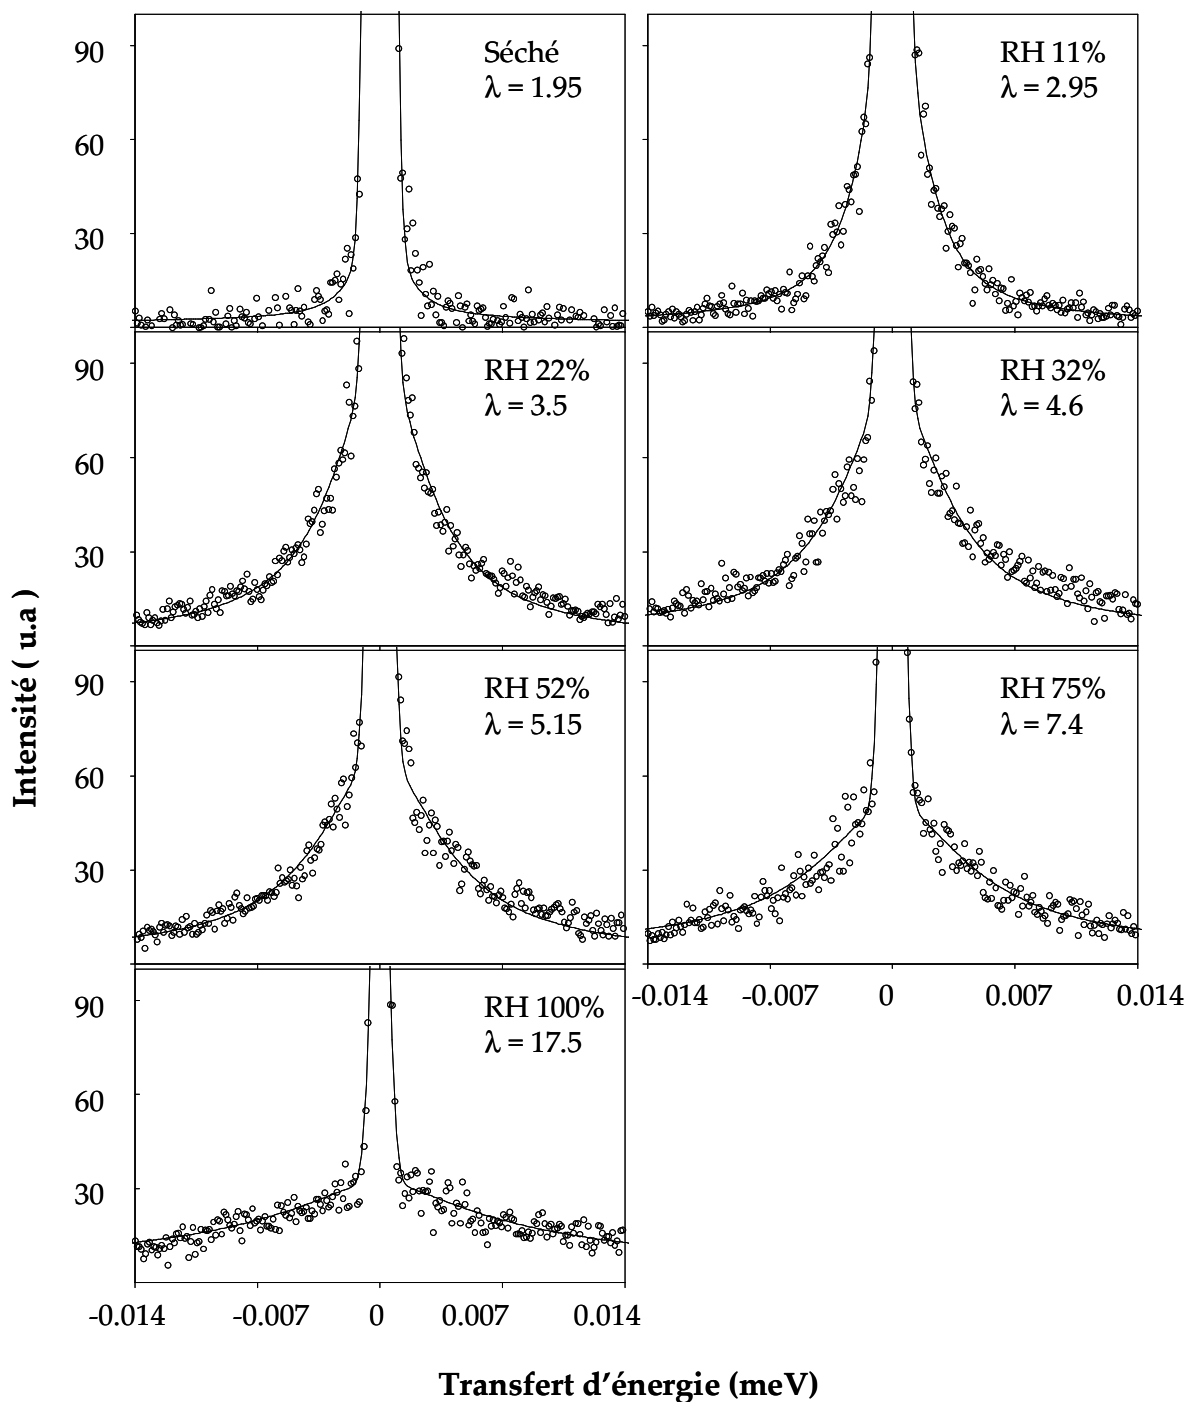 90
60
30
Séché
λ = 1.95
RH 11%
λ = 2.95
90
60
30
RH 22%
λ = 3.5
RH 32%
λ = 4.6
90
60
30
RH 52%
λ = 5.15
RH 75%
λ = 7.4
-0.014 -0.007 0 0.007 0.014
90
60
30
RH 100%
λ = 17.5
-0.014 -0.007 0 0.007 0.014
Intensité ( u.a )
Transfert d’énergie (meV)